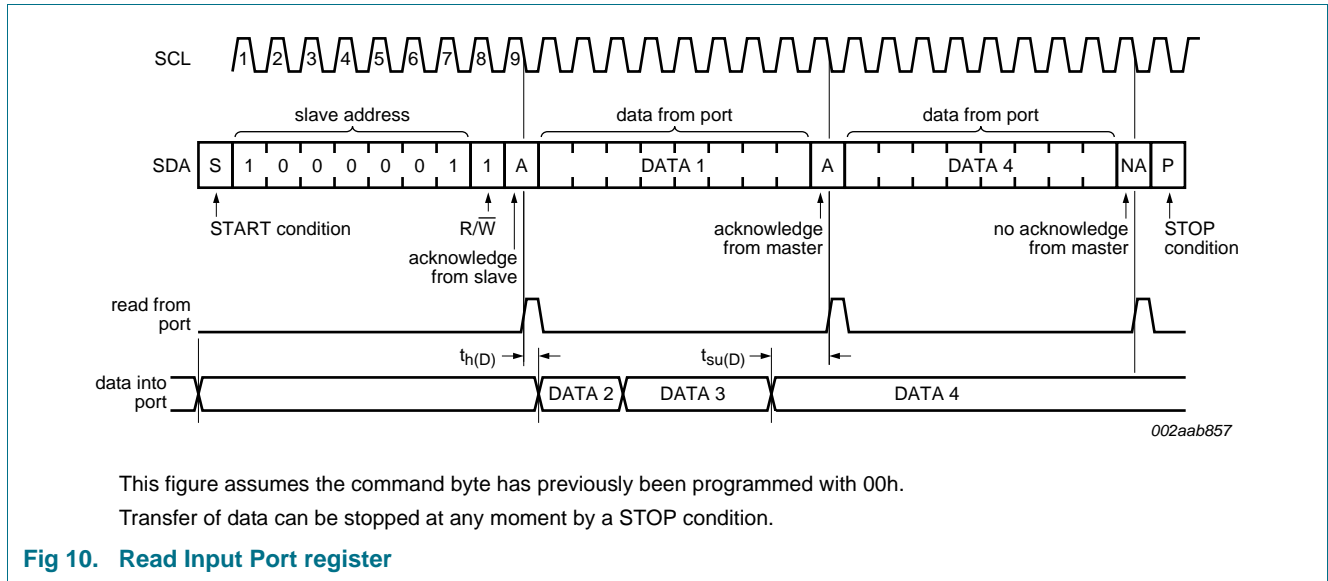 SCL 1 2 3 4 5 6 7 8 9
slave address data from port data from port
SDA S 1 0 0 0 0 0 1 1 A DATA 1 A DATA 4 NA P
START condition R/W̅ acknowledge from master no acknowledge from master STOP condition
acknowledge from slave
read from port
th(D) tsu(D)
data into port DATA 2 DATA 3 DATA 4
002aab857
This figure assumes the command byte has previously been programmed with 00h.
Transfer of data can be stopped at any moment by a STOP condition.
Fig 10. Read Input Port register